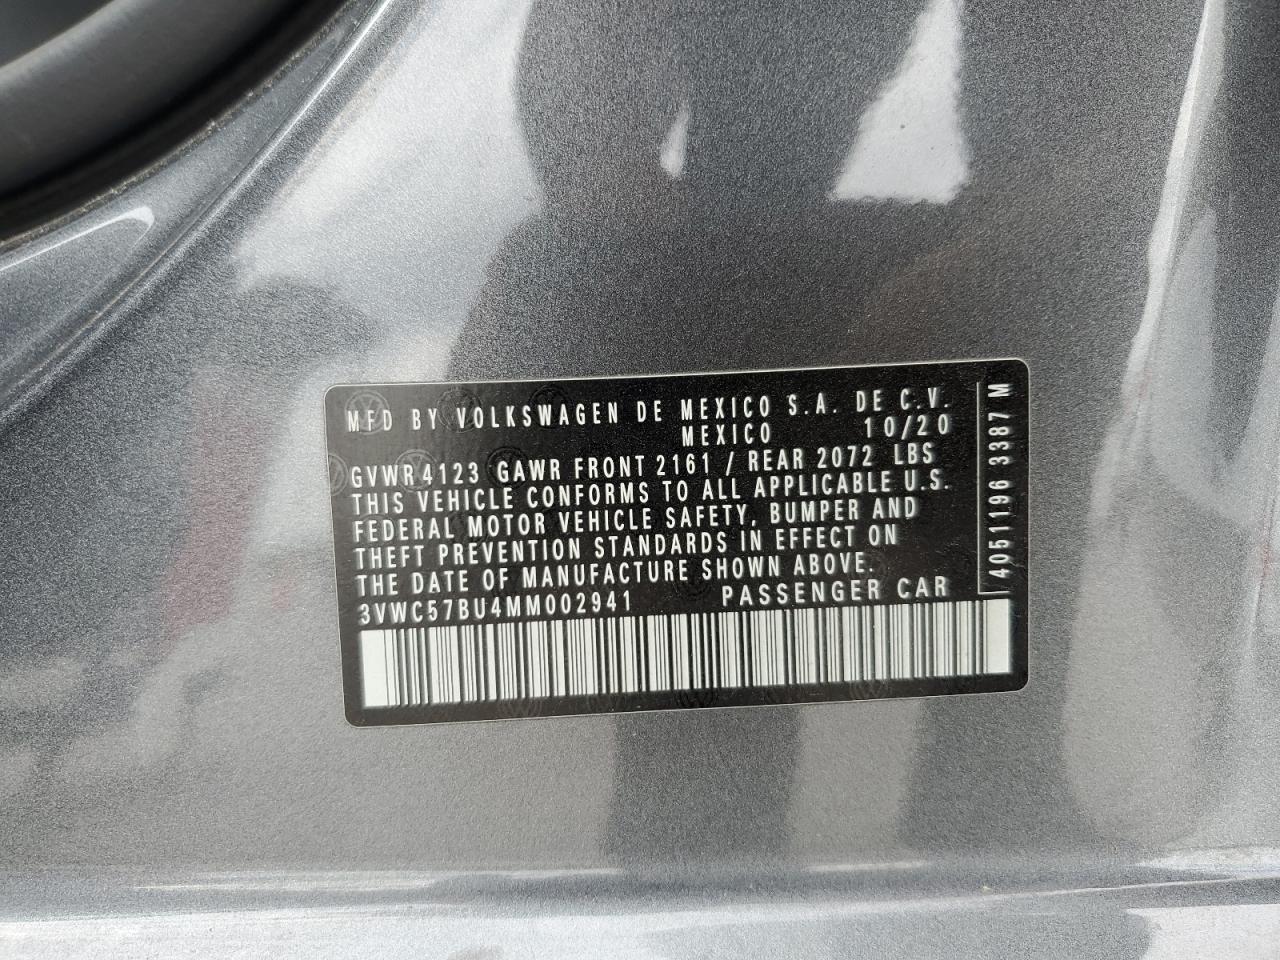 MFD BY VOLKSWAGEN DE MEXICO S.A. DE C.V.
MEXICO 10/20
GVWR 4123 GAWR FRONT 2161 / REAR 2072 LBS
THIS VEHICLE CONFORMS TO ALL APPLICABLE U.S.
FEDERAL MOTOR VEHICLE SAFETY, BUMPER AND
THEFT PREVENTION STANDARDS IN EFFECT ON
THE DATE OF MANUFACTURE SHOWN ABOVE.
3VWC57BU4MM002941 PASSENGER CAR
4051196 3387 M